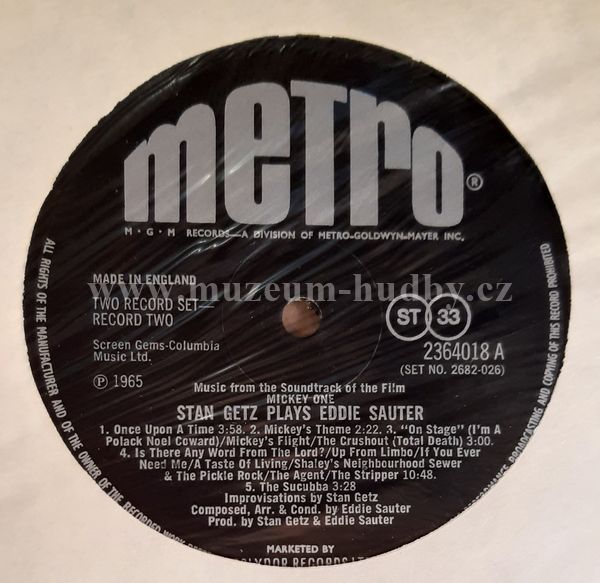 metro®
M·G·M RECORDS—A DIVISION OF METRO-GOLDWYN-MAYER INC.
MADE IN ENGLAND
TWO RECORD SET—
RECORD TWO
www.muzeum-hudby.cz
ST 33
Screen Gems-Columbia
Music Ltd.
2364018 A
(SET NO. 2682-026)
Ⓟ 1965
Music from the Soundtrack of the Film
MICKEY ONE
STAN GETZ PLAYS EDDIE SAUTER
1. Once Upon A Time 3:58. 2. Mickey's Theme 2:22. 3. "On Stage" (I'm A
Polack Noel Coward)/Mickey's Flight/The Crushout (Total Death) 3:00.
4. Is There Any Word From The Lord?/Up From Limbo/If You Ever
Need Me/A Taste Of Living/Shaley's Neighbourhood Sewer
& The Pickle Rock/The Agent/The Stripper 10:48.
5. The Succubba 3:28
Improvisations by Stan Getz
Composed, Arr. & Cond. by Eddie Sauter
Prod. by Stan Getz & Eddie Sauter
MARKETED BY
ALL RIGHTS OF THE MANUFACTURER AND OF THE OWNER OF THE RECORDED WORK
PERFORMANCE BROADCASTING AND COPYING OF THIS RECORD PROHIBITED